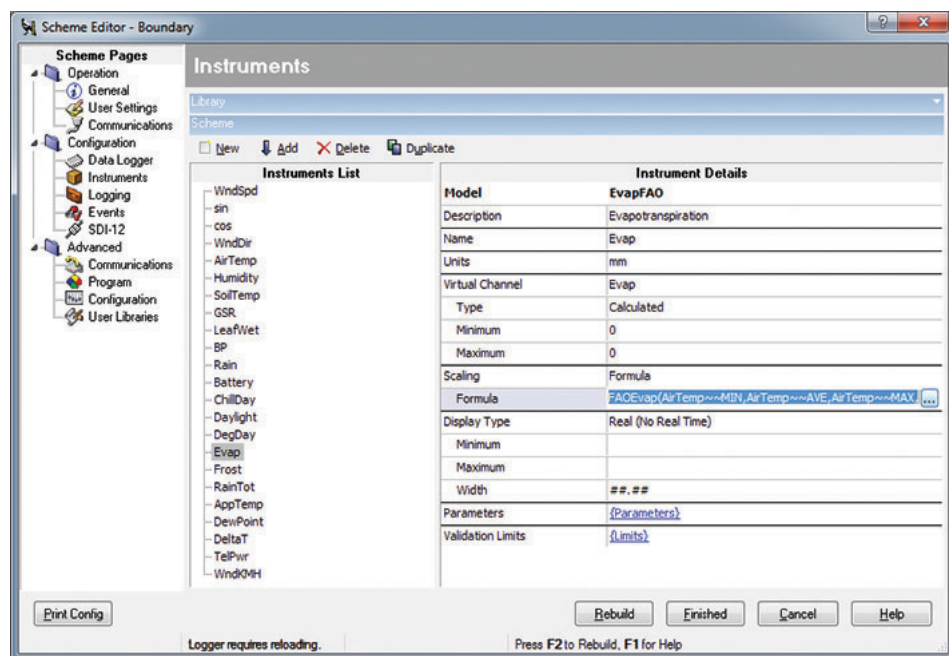 Scheme Editor - Boundary
Scheme Pages
Operation
General
User Settings
Communications
Configuration
Data Logger
Instruments
Logging
Events
SDI-12
Advanced
Communications
Program
Configuration
User Libraries
Instruments
Library
Scheme
New Add Delete Duplicate
Instruments List
WndSpd
sin
cos
WndDir
AirTemp
Humidity
SoilTemp
GSR
LeafWet
BP
Rain
Battery
ChillDay
Daylight
DegDay
Evap
Frost
RainTot
AppTemp
DewPoint
DeltaT
TelPwr
WndKMH
Instrument Details
Model EvapFAO
Description Evapotranspiration
Name Evap
Units mm
Virtual Channel Evap
Type Calculated
Minimum 0
Maximum 0
Scaling Formula
Formula FAOEvap(AirTemp~~MIN,AirTemp~~AVE,AirTemp~~MAX, ...
Display Type Real (No Real Time)
Minimum
Maximum
Width ##.##
Parameters {Parameters}
Validation Limits {Limits}
Print Config Rebuild Finished Cancel Help
Logger requires reloading. Press F2 to Rebuild, F1 for Help